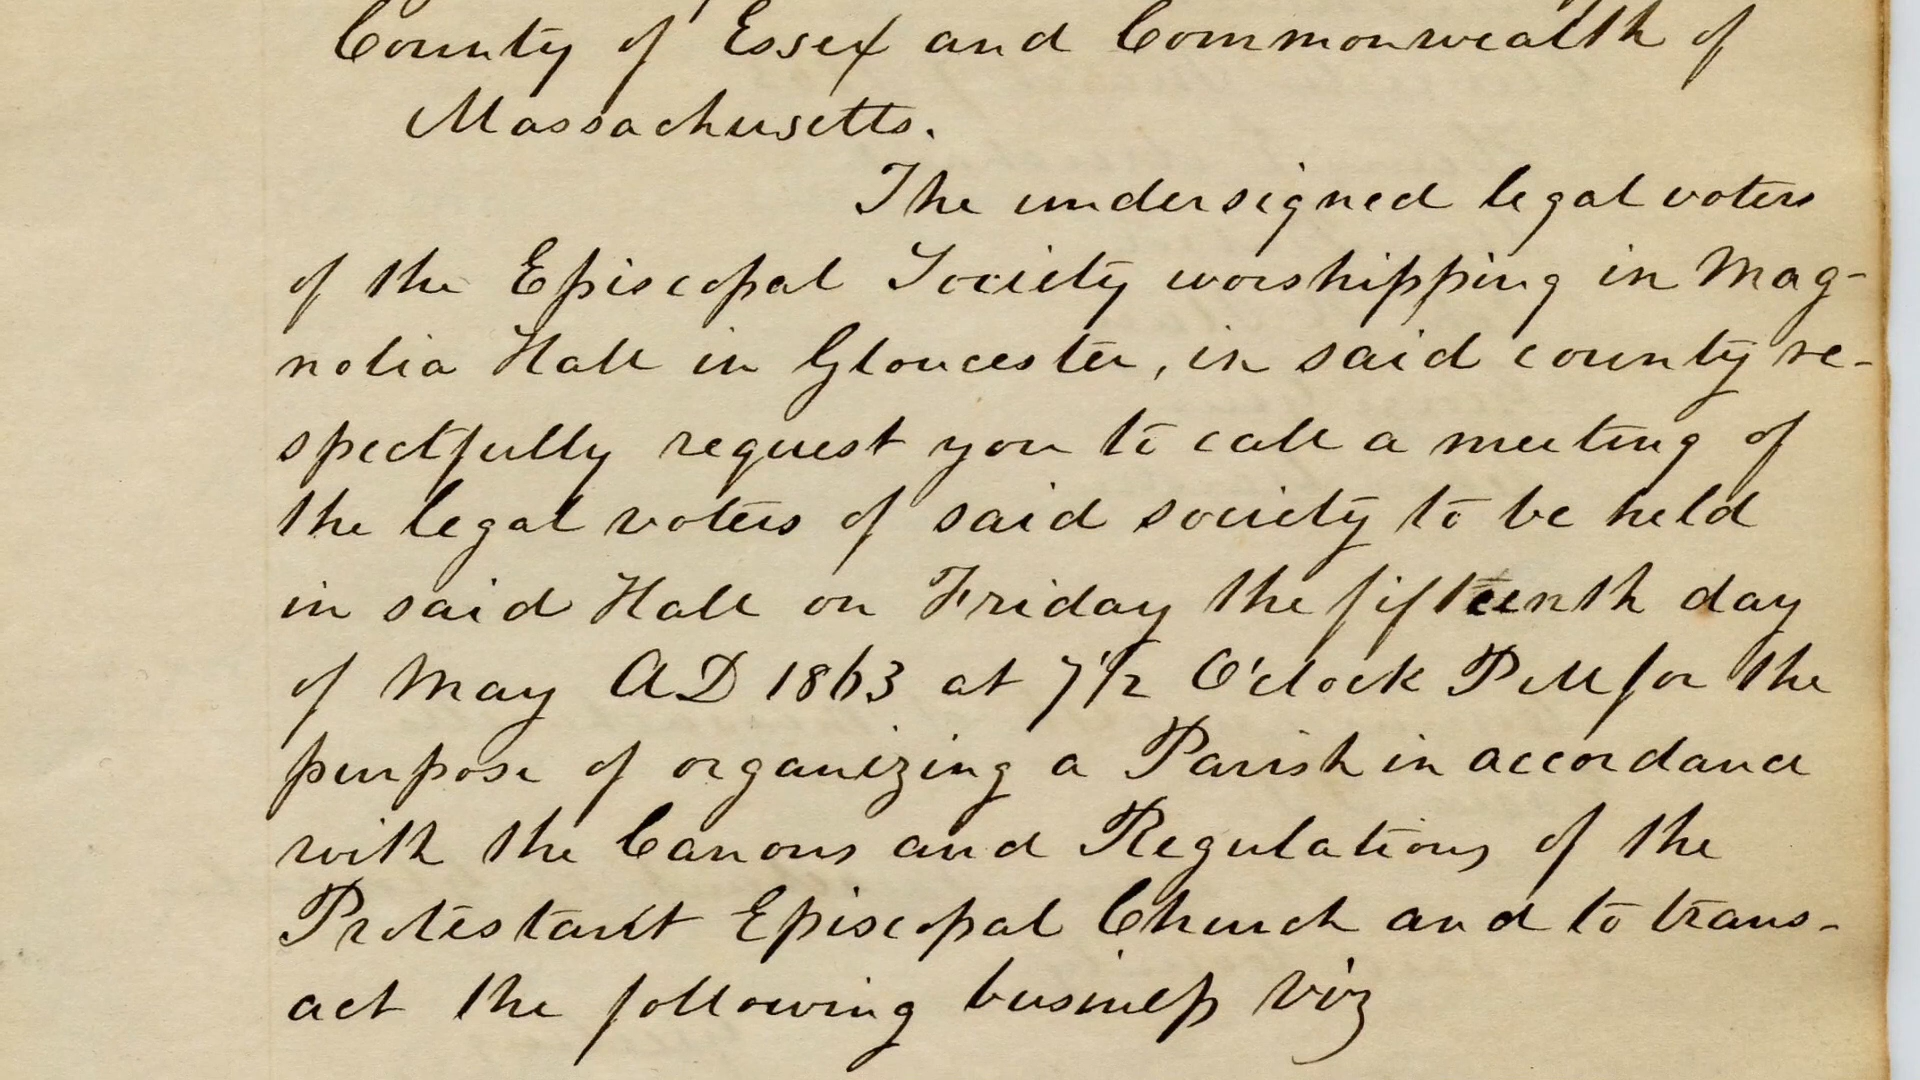 County of Essex and Commonwealth of
Massachusetts.
The undersigned legal voters
of the Episcopal Society worshipping in Mag-
nolia Hall in Gloucester, in said county re-
spectfully request you to call a meeting of
the legal voters of said society to be held
in said Hall on Friday the fifteenth day
of May AD 1863 at 7 1/2 O'clock PM for the
purpose of organizing a Parish in accordance
with the Canons and Regulations of the
Protestant Episcopal Church and to trans-
act the following business viz